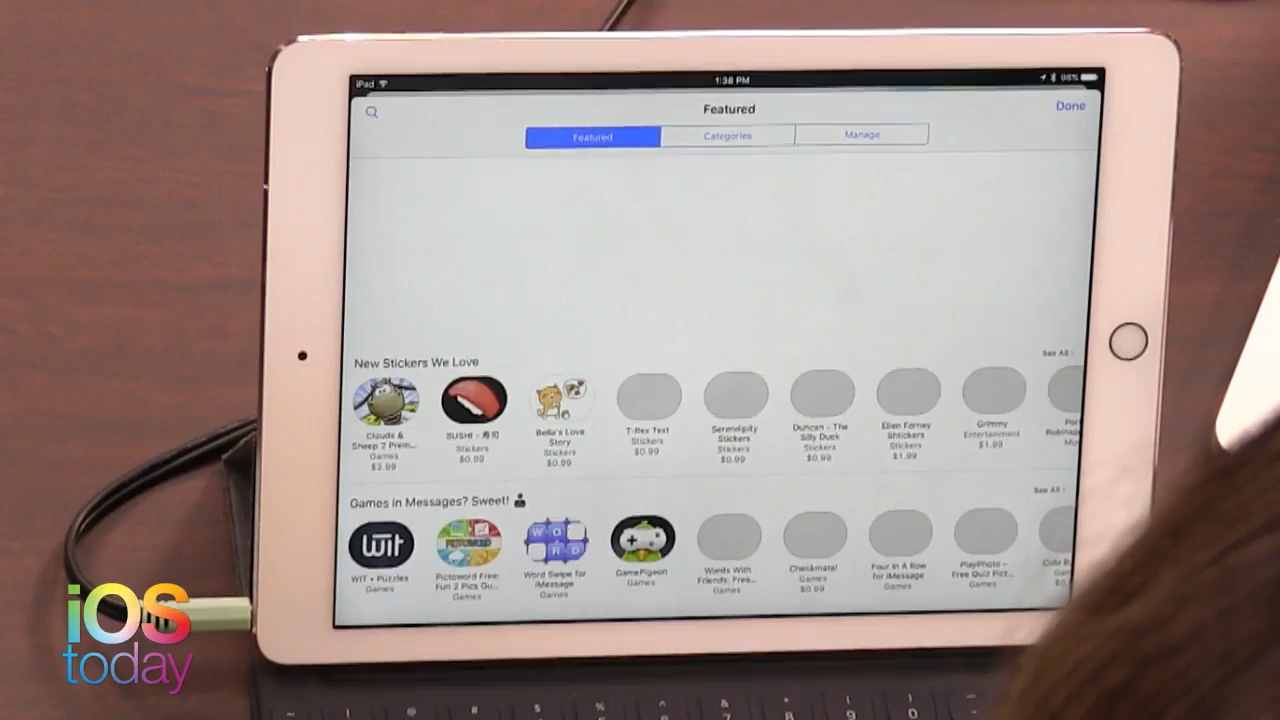 iPad
1:38 PM
98%
Featured
Done
Featured
Categories
Manage
New Stickers We Love
See All ›
Clouds &
Sheep 2 Prem...
Games
$3.99
SUSHI - 寿司
Stickers
$0.99
Bella's Love
Story
Stickers
$0.99
T-Rex Text
Stickers
$0.99
Serendipity
Stickers
Stickers
$0.99
Duncan - The
Silly Duck
Stickers
$0.99
Ellen Forney
Shtickers
Stickers
$1.99
Grimmy
Entertainment
$1.99
Games in Messages? Sweet!
See All ›
WiT
WIT • Puzzles
Games
PICTOWORD
Pictoword Free:
Fun 2 Pics Gu...
Games
WO
RD
Word Swipe for
iMessage
Games
GamePigeon
Games
Words With
Friends: Free...
Games
Checkmate!
Games
$0.99
Four In A Row
for iMessage
Games
PlayPhoto -
Free Quiz Pict...
Games
iOS
today